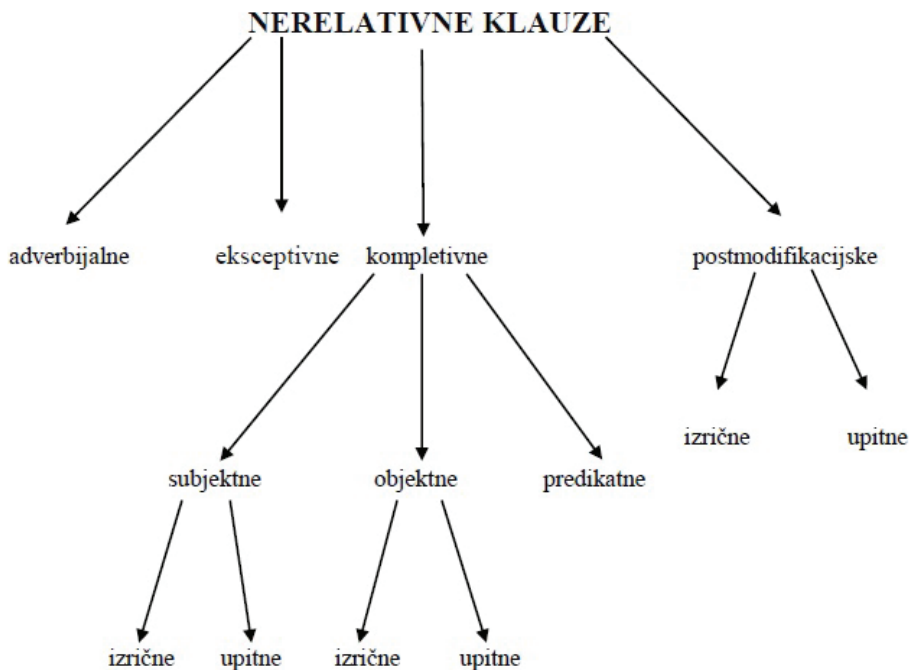 NERELATIVNE KLAUZE
adverbijalne eksceptivne kompletivne postmodifikacijske
izrične upitne
subjektne objektne predikatne
izrične upitne izrične upitne